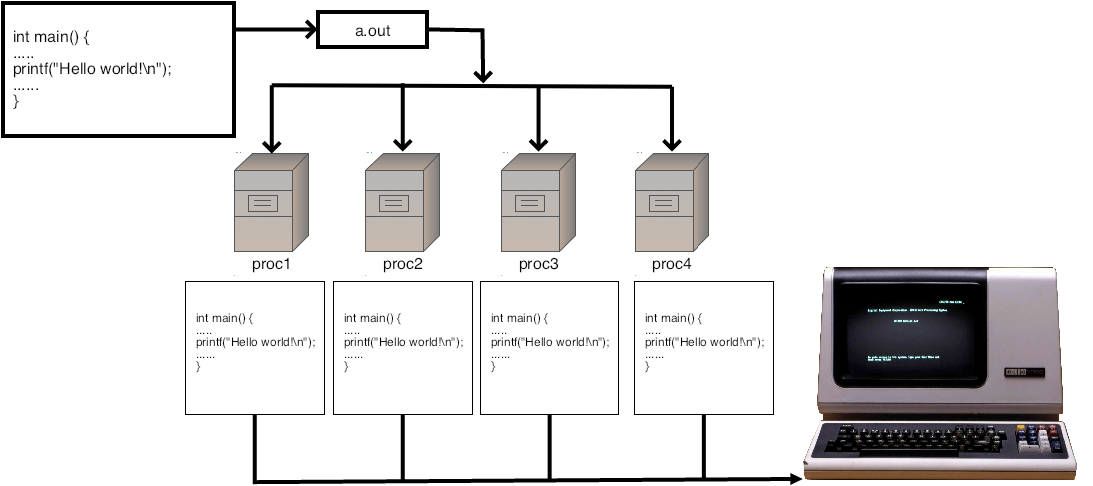 int main() {
.....
printf("Hello world!\n");
......
}
a.out
proc1
proc2
proc3
proc4
int main() {
.....
printf("Hello world!\n");
......
}
int main() {
.....
printf("Hello world!\n");
......
}
int main() {
.....
printf("Hello world!\n");
......
}
int main() {
.....
printf("Hello world!\n");
......
}